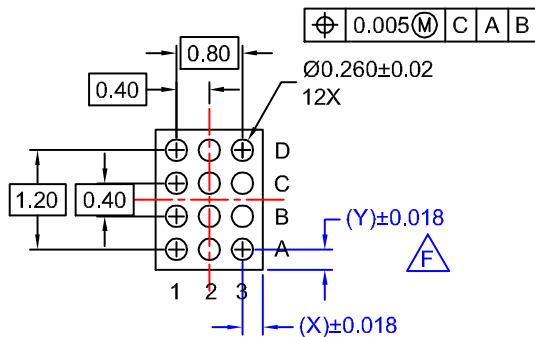 ⌖ 0.005Ⓜ C A B
0.80
Ø0.260±0.02
12X
0.40
D
C
1.20 0.40
B
(Y)±0.018
A
F
1 2 3
(X)±0.018